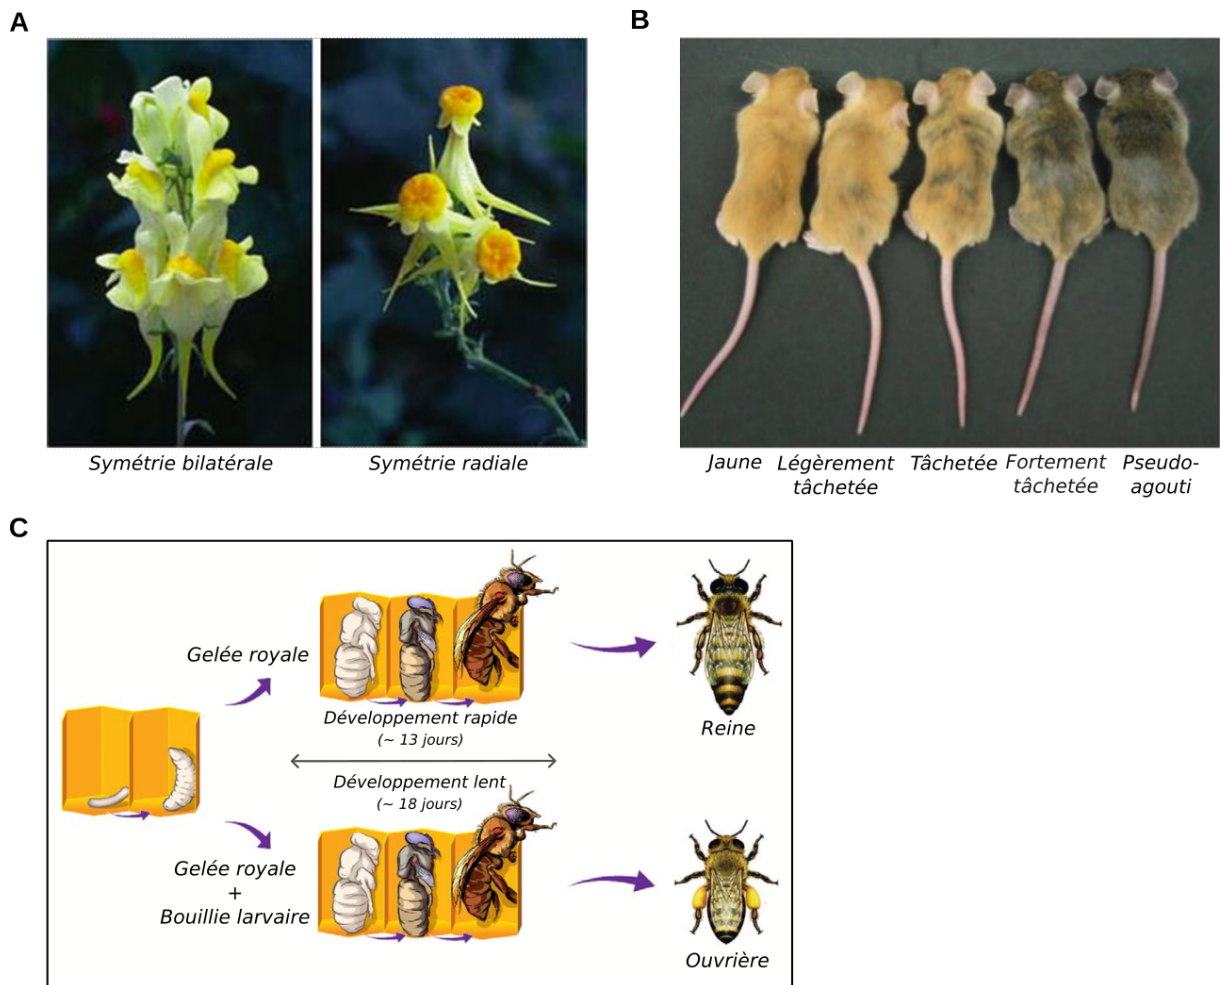 A
B
Symétrie bilatérale
Symétrie radiale
Jaune
Légèrement
tâchetée
Tâchetée
Fortement
tâchetée
Pseudo-
agouti
C
Gelée royale
Développement rapide
(~ 13 jours)
Reine
Développement lent
(~ 18 jours)
Gelée royale
+
Bouillie larvaire
Ouvrière